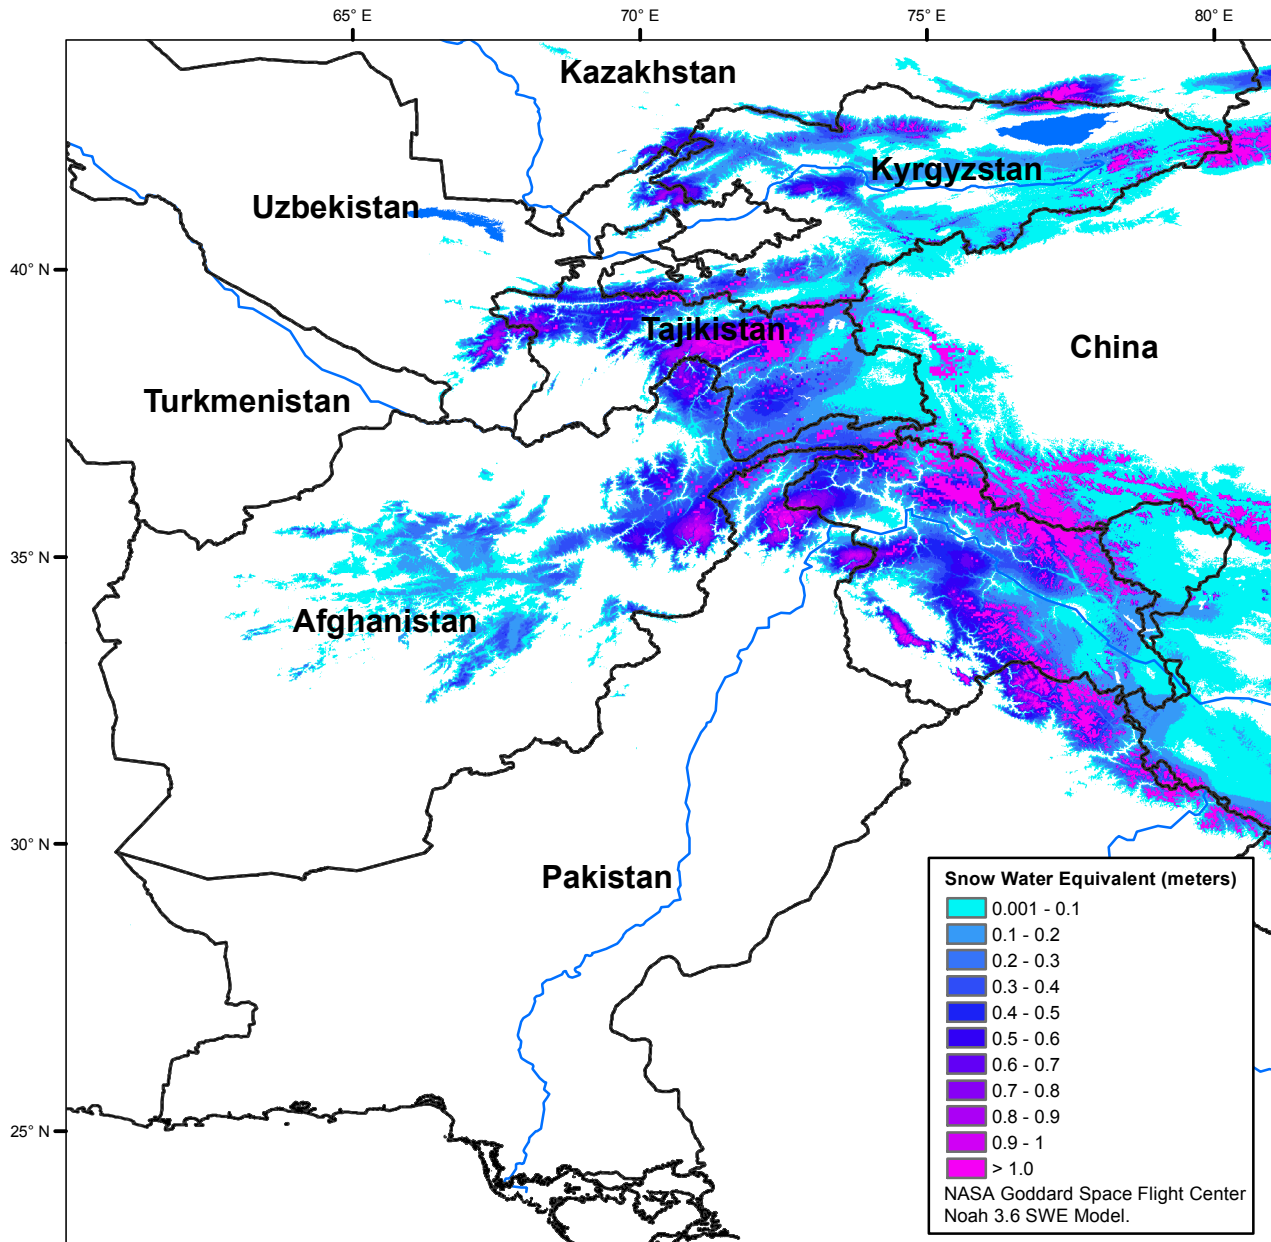 65° E
70° E
75° E
80° E
Kazakhstan
Kyrgyzstan
Uzbekistan
40° N
Tajikistan
China
Turkmenistan
35° N
Afghanistan
30° N
Pakistan
25° N
Snow Water Equivalent (meters)
0.001 - 0.1
0.1 - 0.2
0.2 - 0.3
0.3 - 0.4
0.4 - 0.5
0.5 - 0.6
0.6 - 0.7
0.7 - 0.8
0.8 - 0.9
0.9 - 1
> 1.0
NASA Goddard Space Flight Center
Noah 3.6 SWE Model.